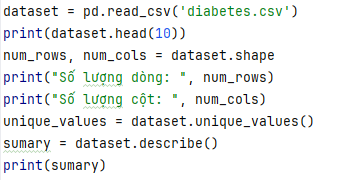 dataset = pd.read_csv('diabetes.csv')
print(dataset.head(10))
num_rows, num_cols = dataset.shape
print("Số lượng dòng: ", num_rows)
print("Số lượng cột: ", num_cols)
unique_values = dataset.unique_values()
sumary = dataset.describe()
print(sumary)